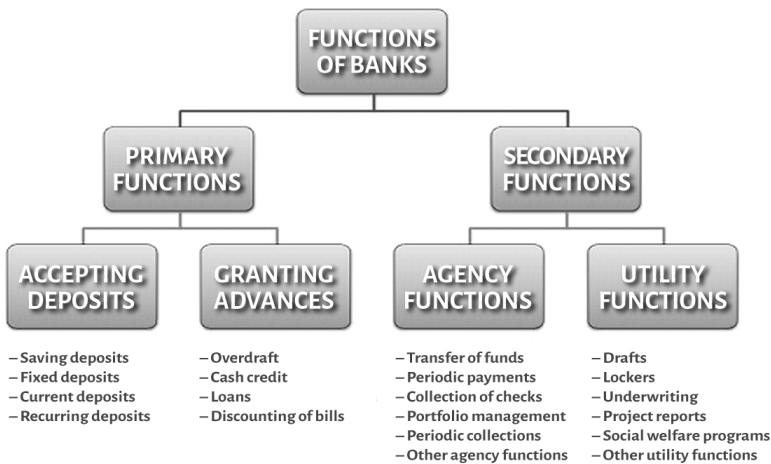 FUNCTIONS
OF BANKS
PRIMARY
FUNCTIONS
SECONDARY
FUNCTIONS
ACCEPTING
DEPOSITS
GRANTING
ADVANCES
AGENCY
FUNCTIONS
UTILITY
FUNCTIONS
– Saving deposits
– Fixed deposits
– Current deposits
– Recurring deposits
– Overdraft
– Cash credit
– Loans
– Discounting of bills
– Transfer of funds
– Periodic payments
– Collection of checks
– Portfolio management
– Periodic collections
– Other agency functions
– Drafts
– Lockers
– Underwriting
– Project reports
– Social welfare programs
– Other utility functions